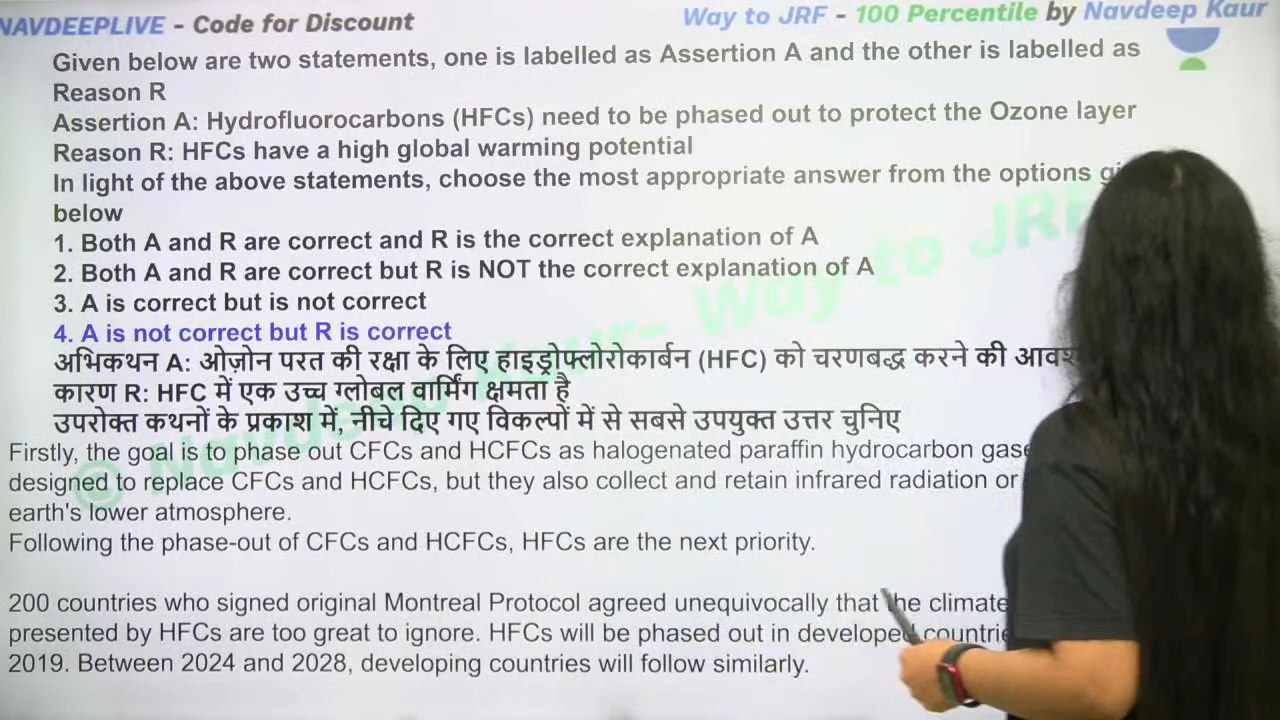 NAVDEEPLIVE - Code for Discount
Way to JRF - 100 Percentile by Navdeep Kaur
Given below are two statements, one is labelled as Assertion A and the other is labelled as
Reason R
Assertion A: Hydrofluorocarbons (HFCs) need to be phased out to protect the Ozone layer
Reason R: HFCs have a high global warming potential
In light of the above statements, choose the most appropriate answer from the options
below
1. Both A and R are correct and R is the correct explanation of A
2. Both A and R are correct but R is NOT the correct explanation of A
3. A is correct but is not correct
4. A is not correct but R is correct
अभिकथन A: ओज़ोन परत की रक्षा के लिए हाइड्रोफ्लोरोकार्बन (HFC) को चरणबद्ध करने की
कारण R: HFC में एक उच्च ग्लोबल वार्मिंग क्षमता है
उपरोक्त कथनों के प्रकाश में, नीचे दिए गए विकल्पों में से सबसे उपयुक्त उत्तर चुनिए
Firstly, the goal is to phase out CFCs and HCFCs as halogenated paraffin hydrocarbon
designed to replace CFCs and HCFCs, but they also collect and retain infrared radiation or
earth's lower atmosphere.
Following the phase-out of CFCs and HCFCs, HFCs are the next priority.
200 countries who signed original Montreal Protocol agreed unequivocally that the climate
presented by HFCs are too great to ignore. HFCs will be phased out in developed
2019. Between 2024 and 2028, developing countries will follow similarly.
© Navdeep Kaur- Way to JRF